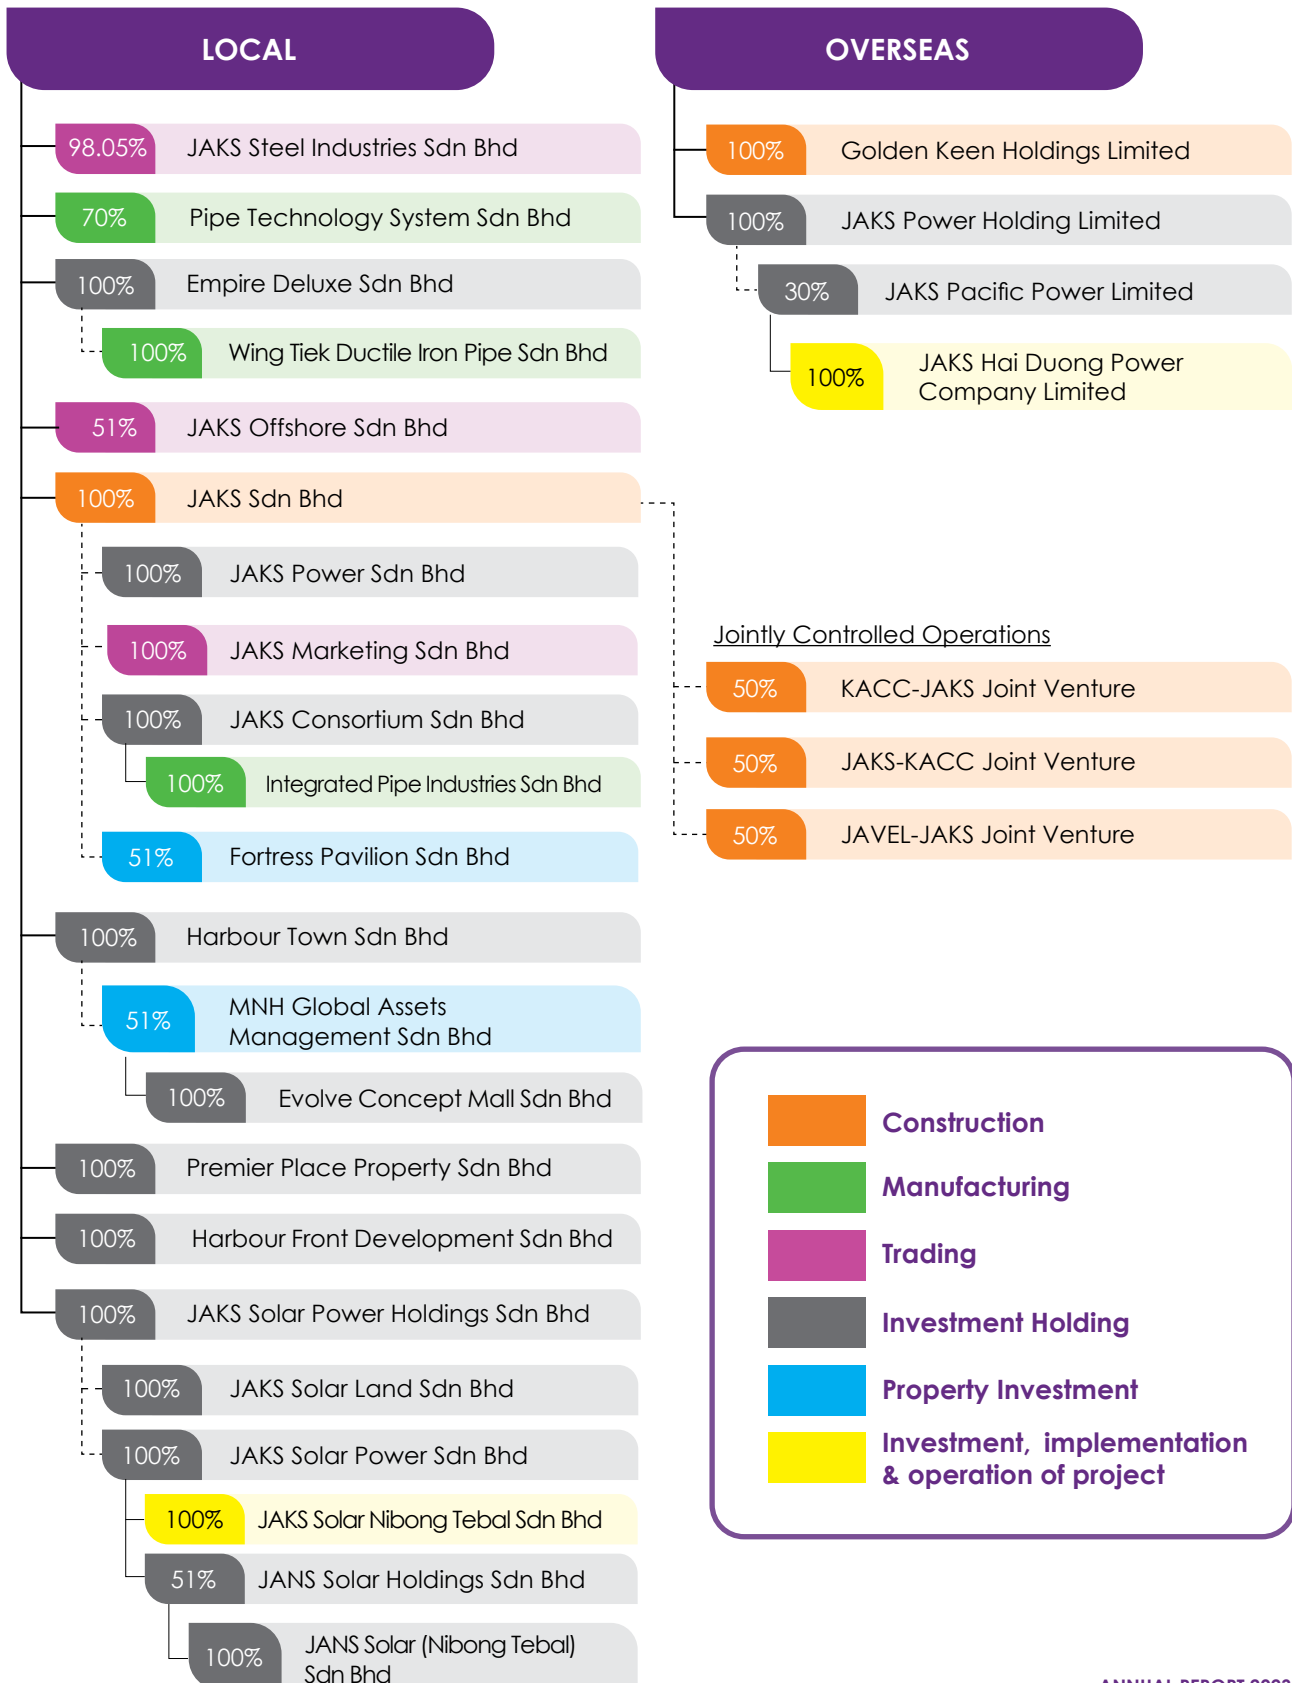 LOCAL
98.05% JAKS Steel Industries Sdn Bhd
70% Pipe Technology System Sdn Bhd
100% Empire Deluxe Sdn Bhd
100% Wing Tiek Ductile Iron Pipe Sdn Bhd
51% JAKS Offshore Sdn Bhd
100% JAKS Sdn Bhd
100% JAKS Power Sdn Bhd
100% JAKS Marketing Sdn Bhd
100% JAKS Consortium Sdn Bhd
100% Integrated Pipe Industries Sdn Bhd
51% Fortress Pavilion Sdn Bhd
100% Harbour Town Sdn Bhd
51% MNH Global Assets
Management Sdn Bhd
100% Evolve Concept Mall Sdn Bhd
100% Premier Place Property Sdn Bhd
100% Harbour Front Development Sdn Bhd
100% JAKS Solar Power Holdings Sdn Bhd
100% JAKS Solar Land Sdn Bhd
100% JAKS Solar Power Sdn Bhd
100% JAKS Solar Nibong Tebal Sdn Bhd
51% JANS Solar Holdings Sdn Bhd
100% JANS Solar (Nibong Tebal)
Sdn Bhd
OVERSEAS
100% Golden Keen Holdings Limited
100% JAKS Power Holding Limited
30% JAKS Pacific Power Limited
100% JAKS Hai Duong Power
Company Limited
Jointly Controlled Operations
50% KACC-JAKS Joint Venture
50% JAKS-KACC Joint Venture
50% JAVEL-JAKS Joint Venture
Construction
Manufacturing
Trading
Investment Holding
Property Investment
Investment, implementation
& operation of project
ANNUAL REPORT